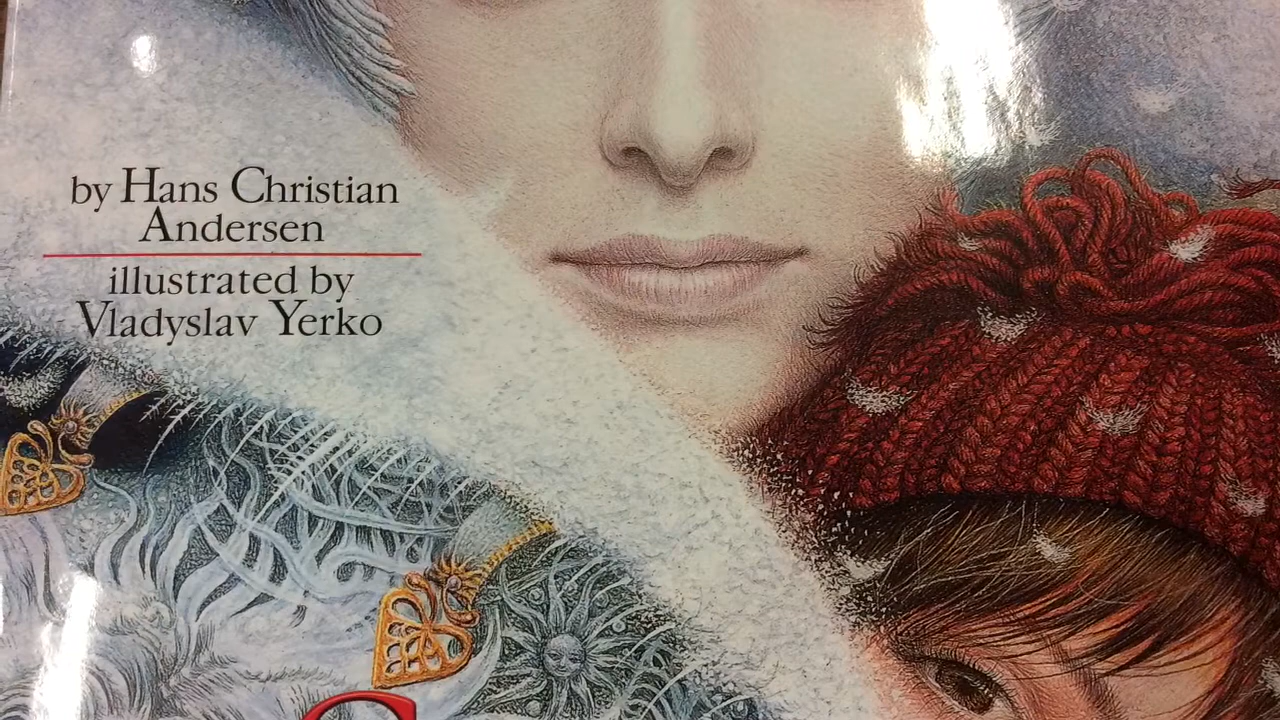 by Hans Christian
Andersen
illustrated by
Vladyslav Yerko